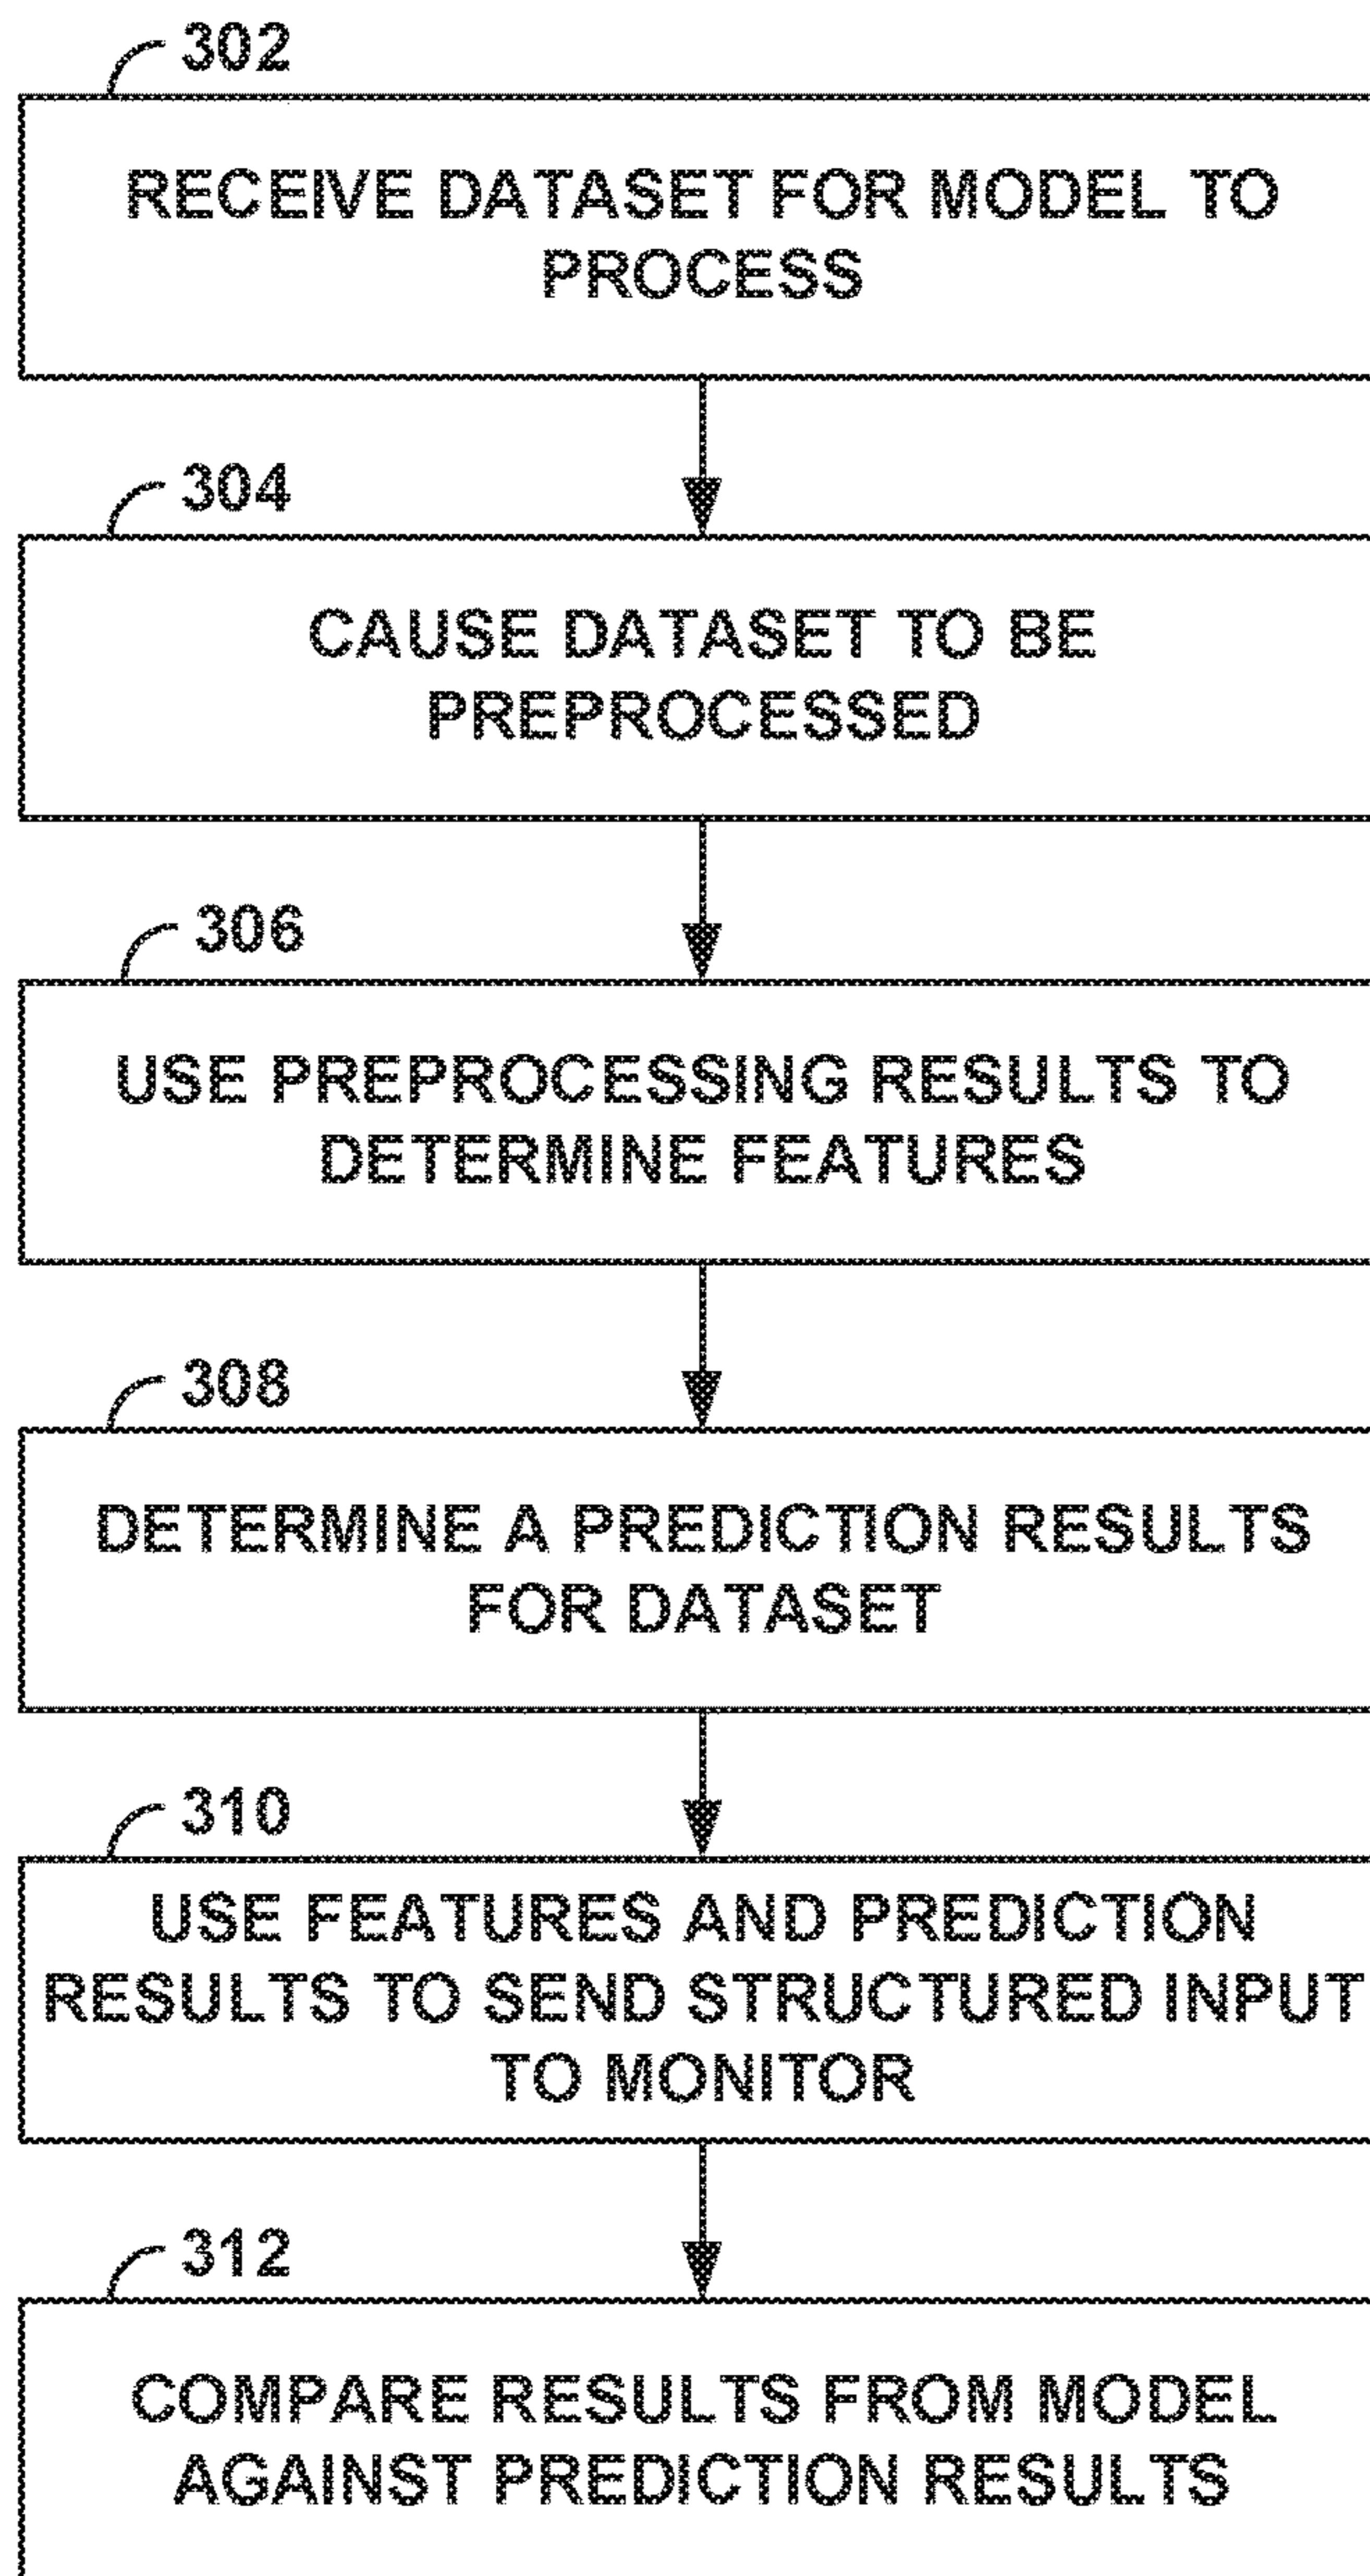 302
RECEIVE DATASET FOR MODEL TO
PROCESS
304
CAUSE DATASET TO BE
PREPROCESSED
306
USE PREPROCESSING RESULTS TO
DETERMINE FEATURES
308
DETERMINE A PREDICTION RESULTS
FOR DATASET
310
USE FEATURES AND PREDICTION
RESULTS TO SEND STRUCTURED INPUT
TO MONITOR
312
COMPARE RESULTS FROM MODEL
AGAINST PREDICTION RESULTS